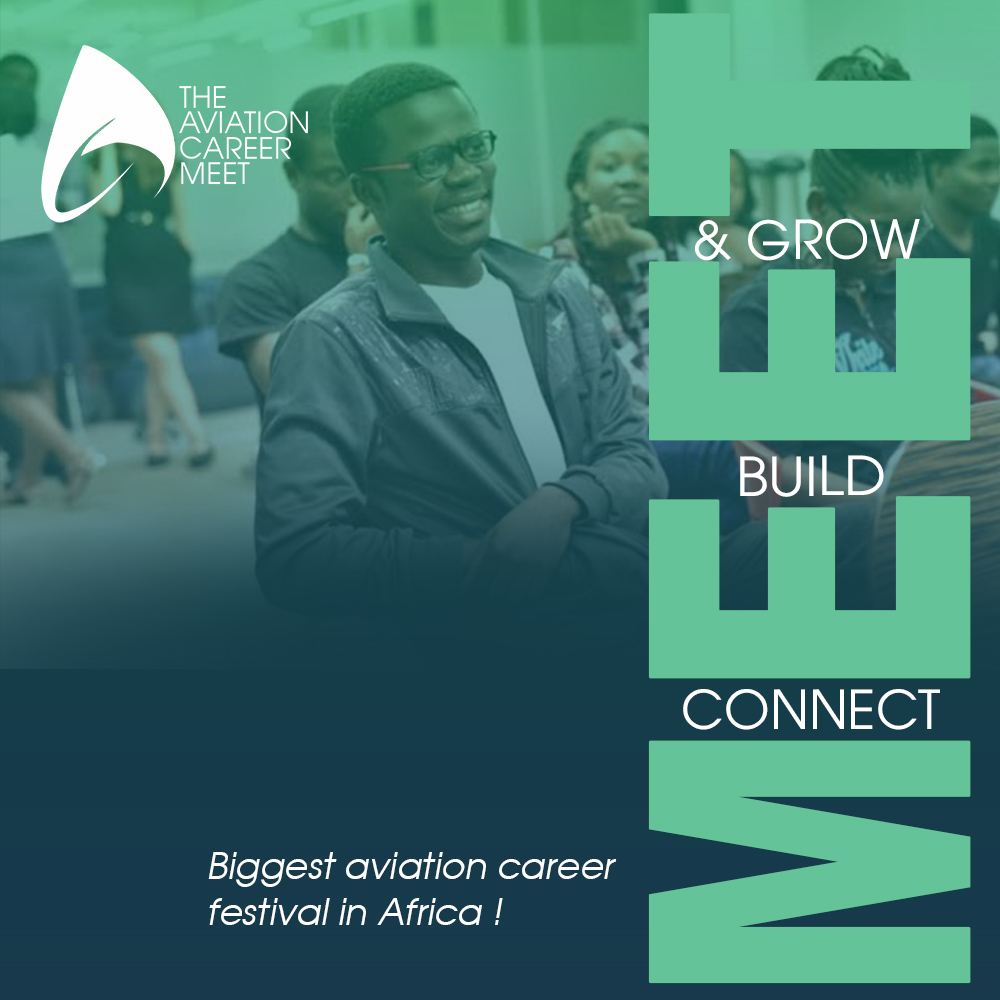 THE
AVIATION
CAREER
MEET
MEET
& GROW
BUILD
CONNECT
Biggest aviation career
festival in Africa !